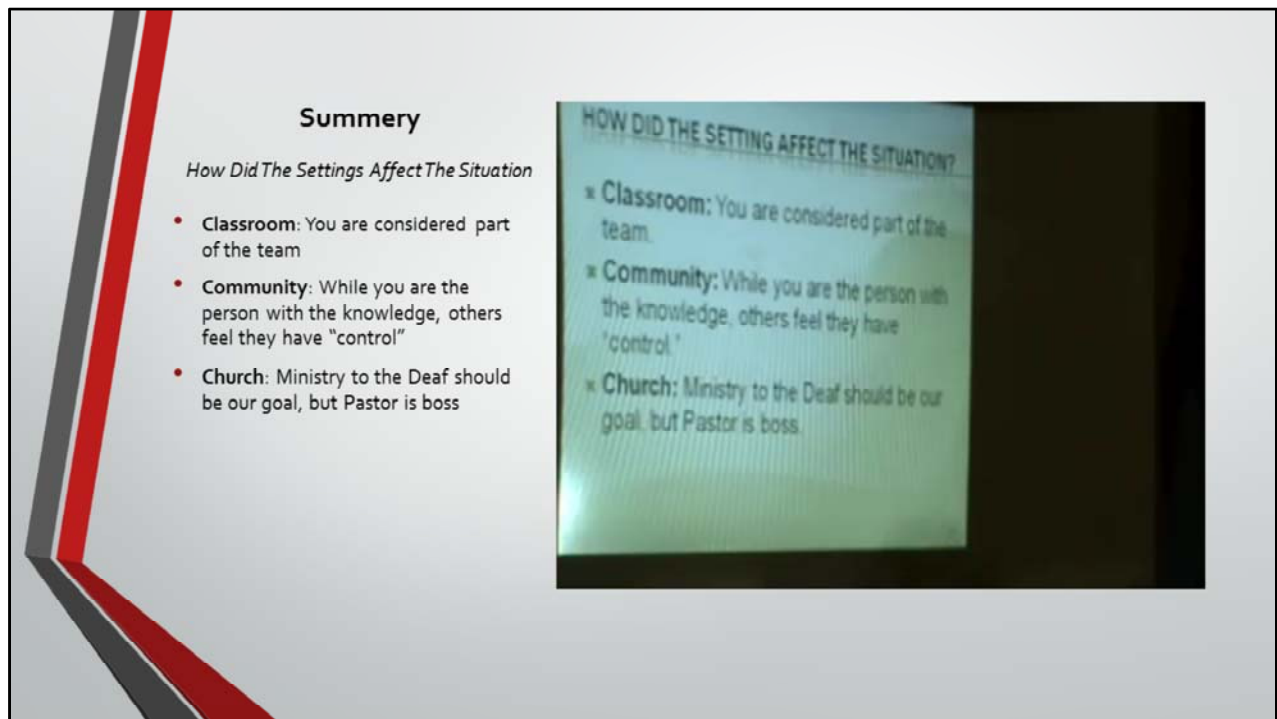 Summery
How Did The Settings Affect The Situation
• Classroom: You are considered part
of the team
• Community: While you are the
person with the knowledge, others
feel they have “control”
• Church: Ministry to the Deaf should
be our goal, but Pastor is boss
HOW DID THE SETTING AFFECT THE SITUATION?
Classroom: You are considered part of the
team.
Community: While you are the person with
the knowledge, others feel they have
"control."
Church: Ministry to the Deaf should be our
goal, but Pastor is boss.